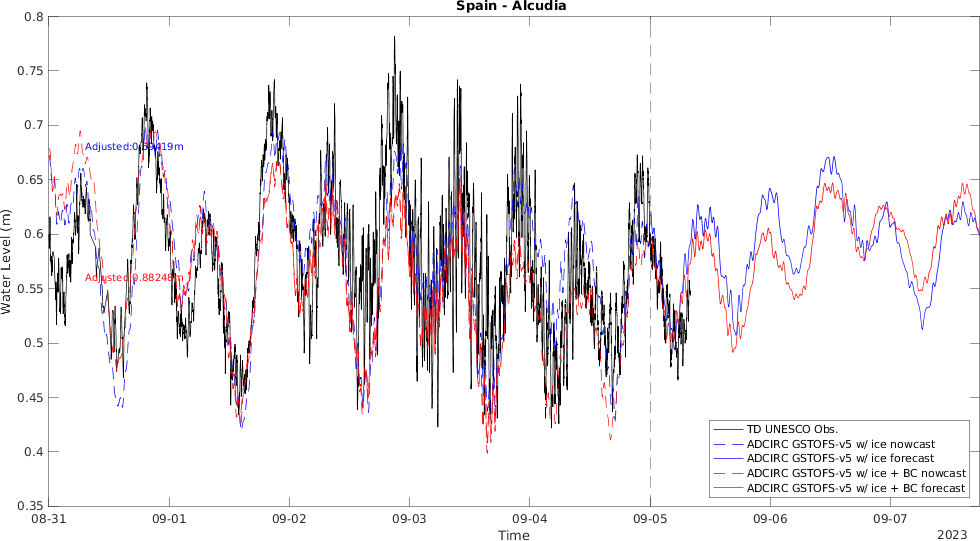 Spain - Alcudia
0.8
0.75
0.7
0.65
0.6
0.55
0.5
0.45
0.4
0.35
Water Level (m)
Adjusted:0.88248m
TD UNESCO Obs.
ADCIRC GSTOFS-v5 w/ ice nowcast
ADCIRC GSTOFS-v5 w/ ice forecast
ADCIRC GSTOFS-v5 w/ ice + BC nowcast
ADCIRC GSTOFS-v5 w/ ice + BC forecast
08-31
09-01
09-02
09-03
09-04
09-05
09-06
09-07
Time
2023